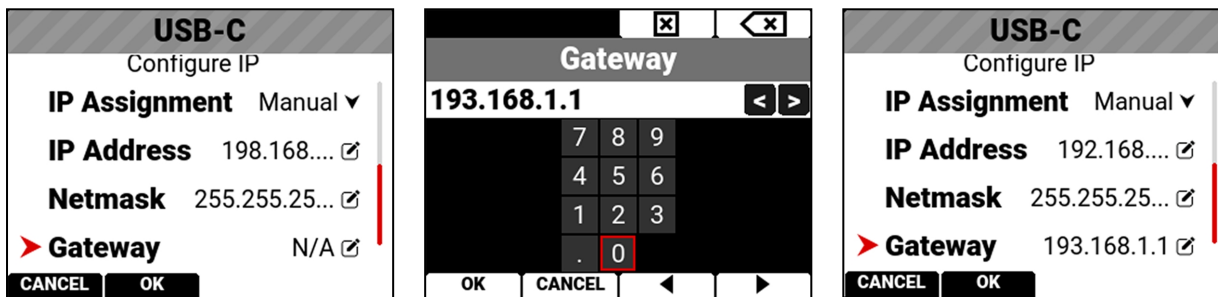 USB-C
Configure IP
IP Assignment Manual
IP Address 198.168....
Netmask 255.255.25...
Gateway N/A
CANCEL OK
Gateway
193.168.1.1 < >
7 8 9
4 5 6
1 2 3
. 0
OK CANCEL
USB-C
Configure IP
IP Assignment Manual
IP Address 192.168....
Netmask 255.255.25...
Gateway 193.168.1.1
CANCEL OK